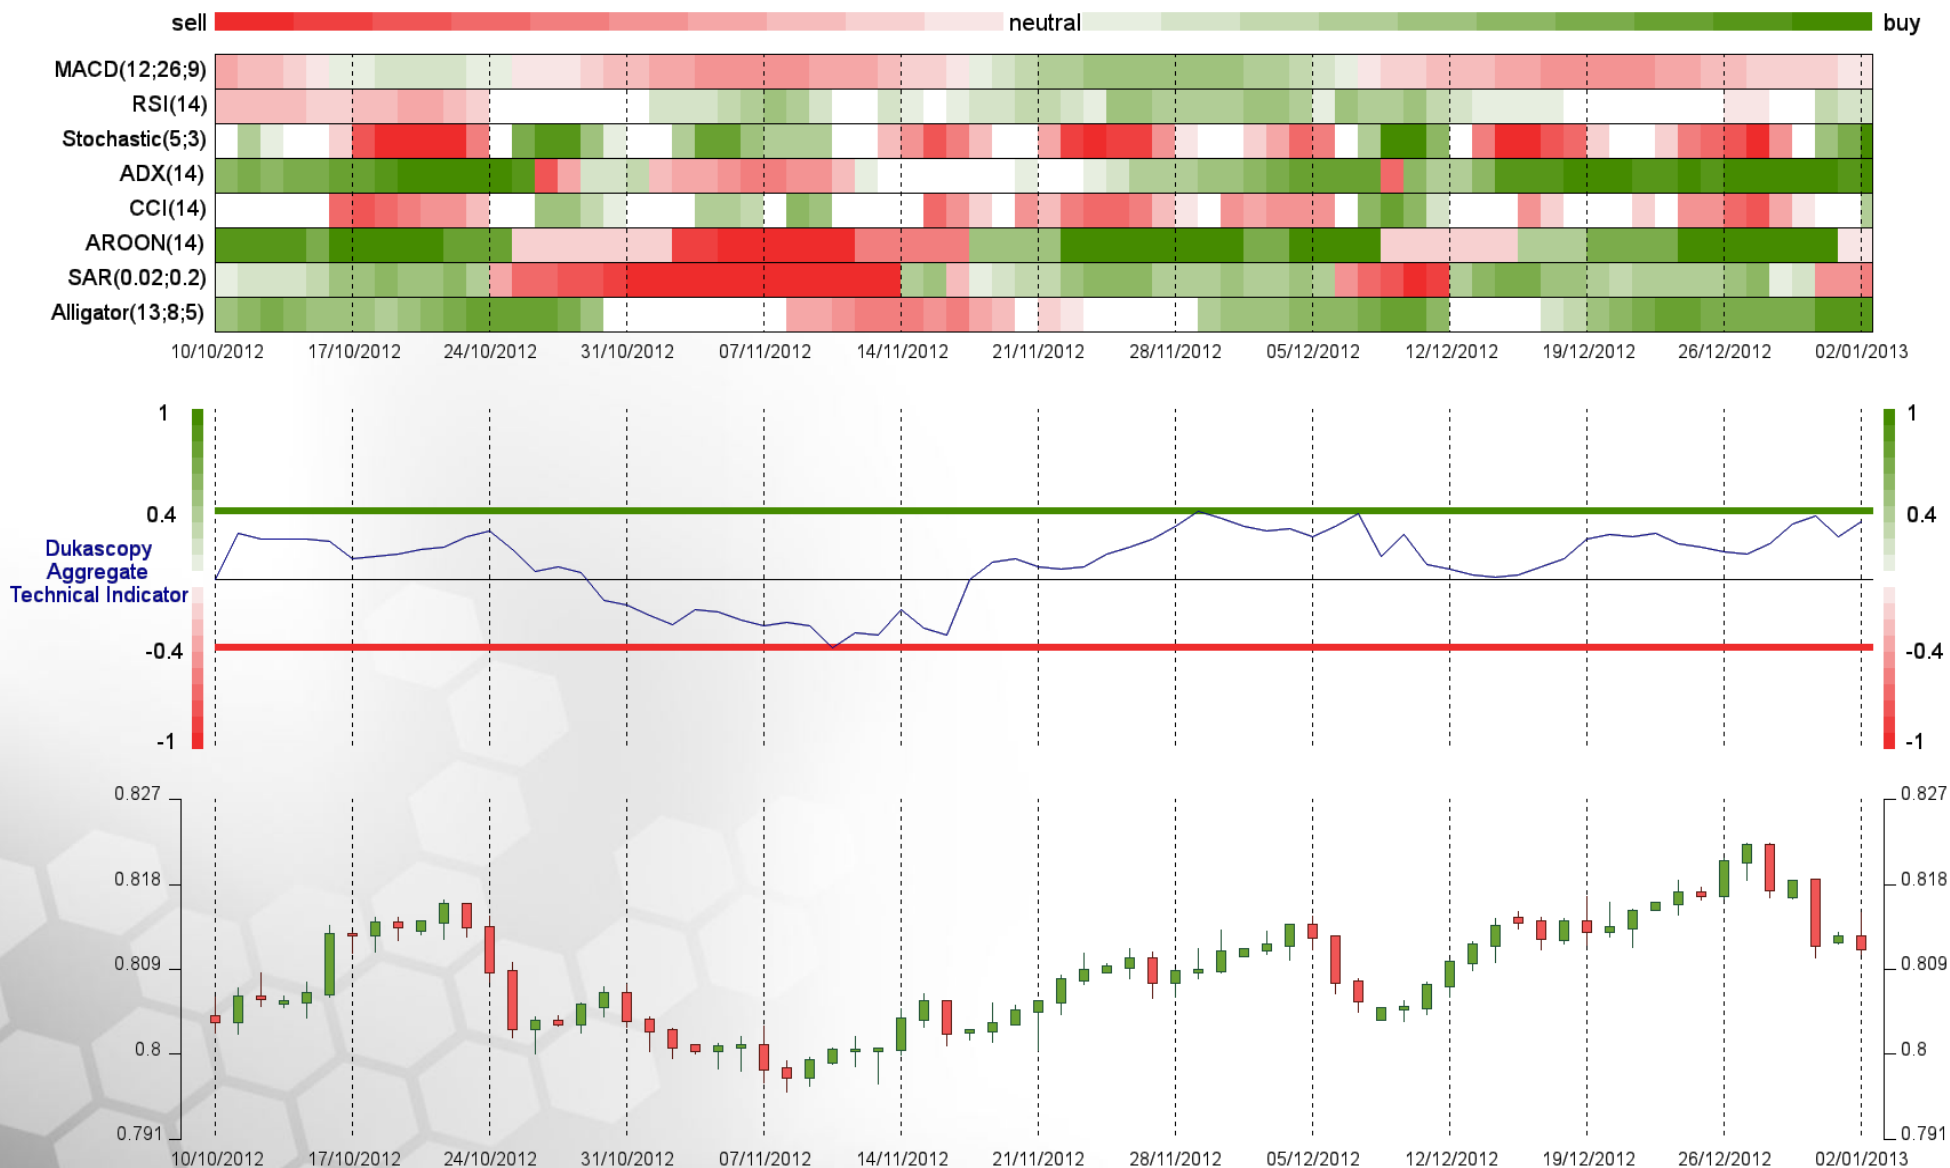 sell neutral buy
MACD(12;26;9)
RSI(14)
Stochastic(5;3)
ADX(14)
CCI(14)
AROON(14)
SAR(0.02;0.2)
Alligator(13;8;5)
10/10/2012 17/10/2012 24/10/2012 31/10/2012 07/11/2012 14/11/2012 21/11/2012 28/11/2012 05/12/2012 12/12/2012 19/12/2012 26/12/2012 02/01/2013
1 1
0.4 0.4
Dukascopy
Aggregate
Technical Indicator
-0.4 -0.4
-1 -1
0.827 0.827
0.818 0.818
0.809 0.809
0.8 0.8
0.791 0.791
10/10/2012 17/10/2012 24/10/2012 31/10/2012 07/11/2012 14/11/2012 21/11/2012 28/11/2012 05/12/2012 12/12/2012 19/12/2012 26/12/2012 02/01/2013